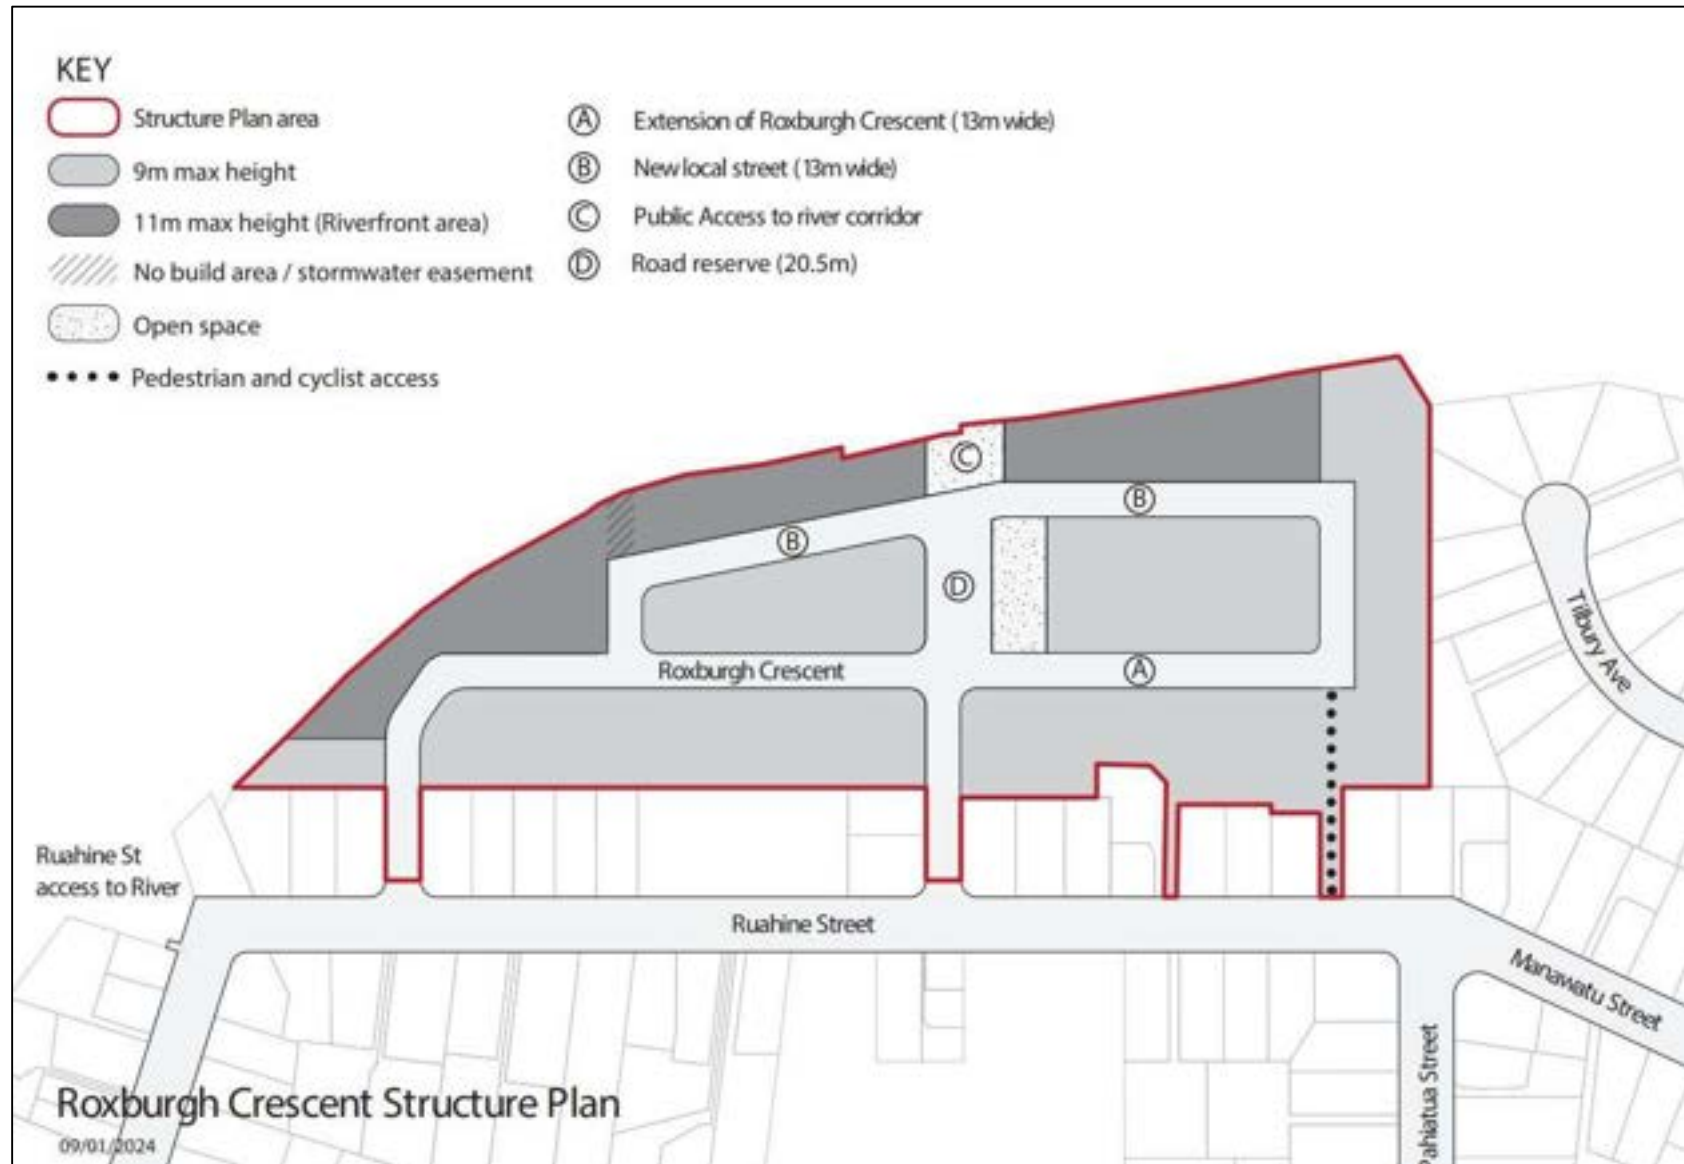 KEY
Structure Plan area
9m max height
11m max height (Riverfront area)
No build area / stormwater easement
Open space
Pedestrian and cyclist access
A Extension of Roxburgh Crescent (13m wide)
B New local street (13m wide)
C Public Access to river corridor
D Road reserve (20.5m)
C
B
B
D
Tilbury Ave
Roxburgh Crescent
A
Ruahine St
access to River
Ruahine Street
Manawatu Street
Pahiatua Street
Roxburgh Crescent Structure Plan
09/01/2024